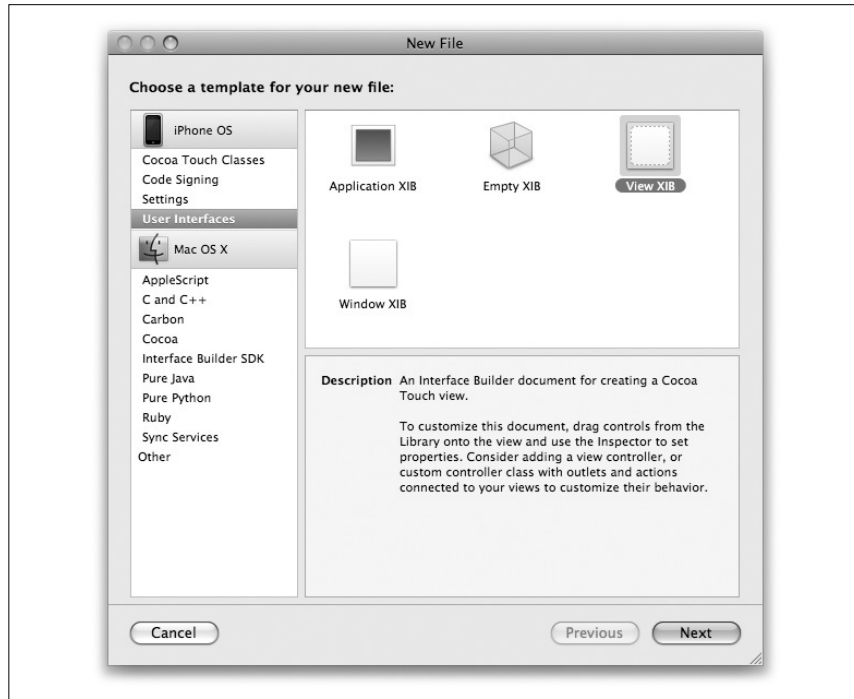 New File
Choose a template for your new file:
iPhone OS
Cocoa Touch Classes
Code Signing
Settings
User Interfaces
Mac OS X
AppleScript
C and C++
Carbon
Cocoa
Interface Builder SDK
Pure Java
Pure Python
Ruby
Sync Services
Other
Application XIB
Empty XIB
View XIB
Window XIB
Description An Interface Builder document for creating a Cocoa
Touch view.
To customize this document, drag controls from the
Library onto the view and use the Inspector to set
properties. Consider adding a view controller, or
custom controller class with outlets and actions
connected to your views to customize their behavior.
Cancel
Previous
Next